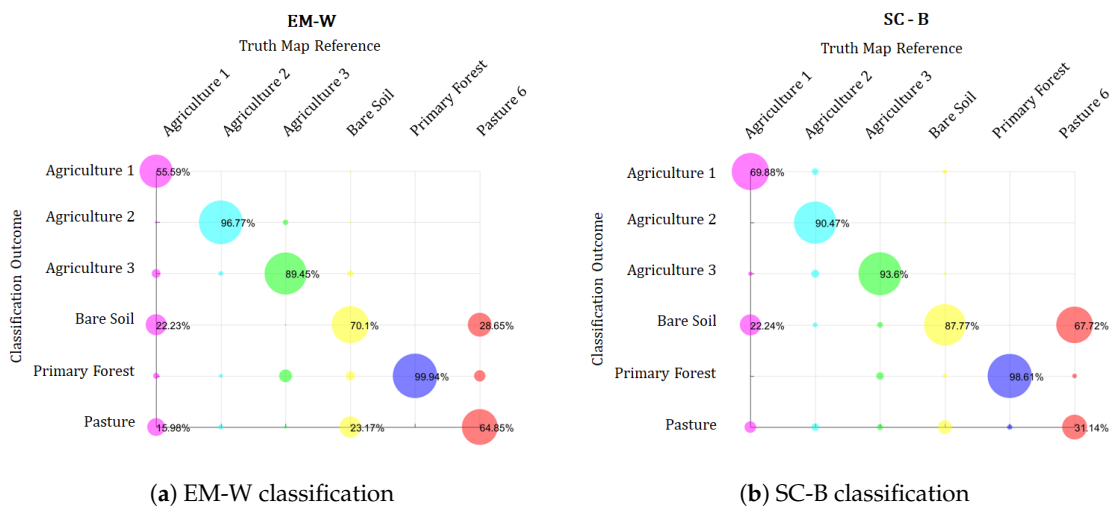 EM-W
Truth Map Reference
Agriculture 1
Agriculture 2
Agriculture 3
Bare Soil
Primary Forest
Pasture 6
Classification Outcome
Agriculture 1
55.59%
Agriculture 2
96.77%
Agriculture 3
89.45%
Bare Soil
22.23%
70.1%
28.65%
Primary Forest
99.94%
Pasture
15.98%
23.17%
64.85%
(a) EM-W classification
SC - B
Truth Map Reference
Agriculture 1
Agriculture 2
Agriculture 3
Bare Soil
Primary Forest
Pasture 6
Classification Outcome
Agriculture 1
69.88%
Agriculture 2
90.47%
Agriculture 3
93.6%
Bare Soil
22.24%
87.77%
67.72%
Primary Forest
98.61%
Pasture
31.14%
(b) SC-B classification